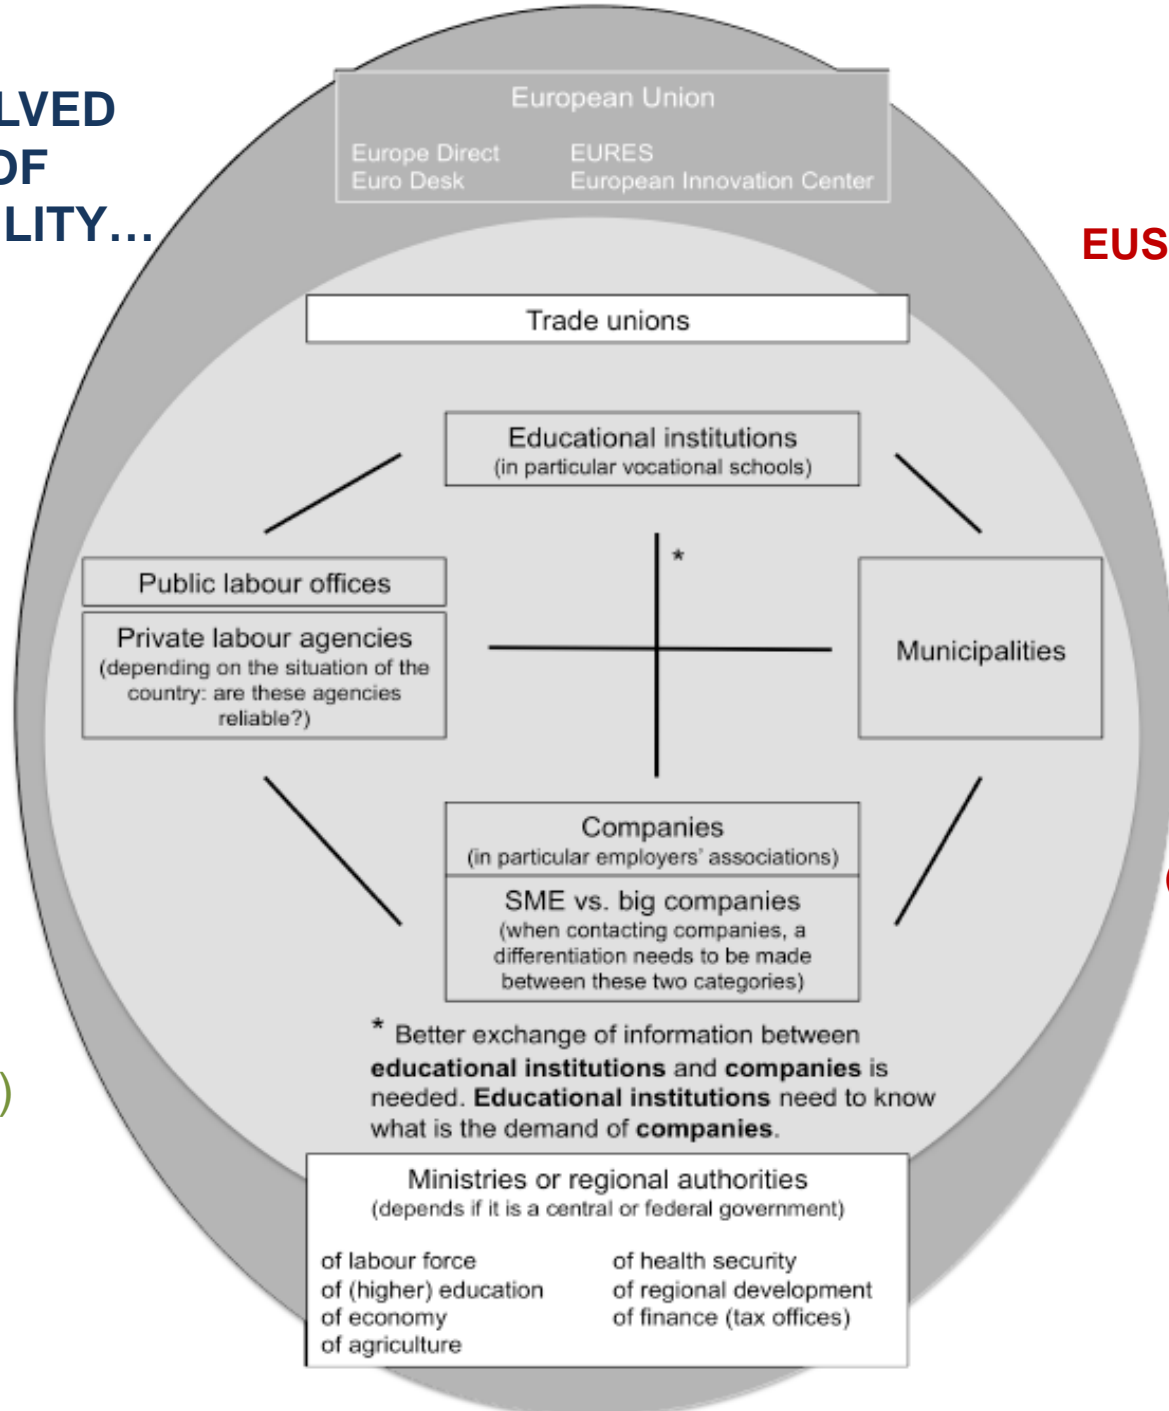 LVED
OF
LITY...
European Union
Europe Direct EURES
Euro Desk European Innovation Center
EUS
Trade unions
Educational institutions
(in particular vocational schools)
*
Public labour offices
Private labour agencies
(depending on the situation of the
country: are these agencies
reliable?)
Municipalities
Companies
(in particular employers' associations)
SME vs. big companies
(when contacting companies, a
differentiation needs to be made
between these two categories)
* Better exchange of information between
educational institutions and companies is
needed. Educational institutions need to know
what is the demand of companies.
)
Ministries or regional authorities
(depends if it is a central or federal government)
of labour force of health security
of (higher) education of regional development
of economy of finance (tax offices)
of agriculture